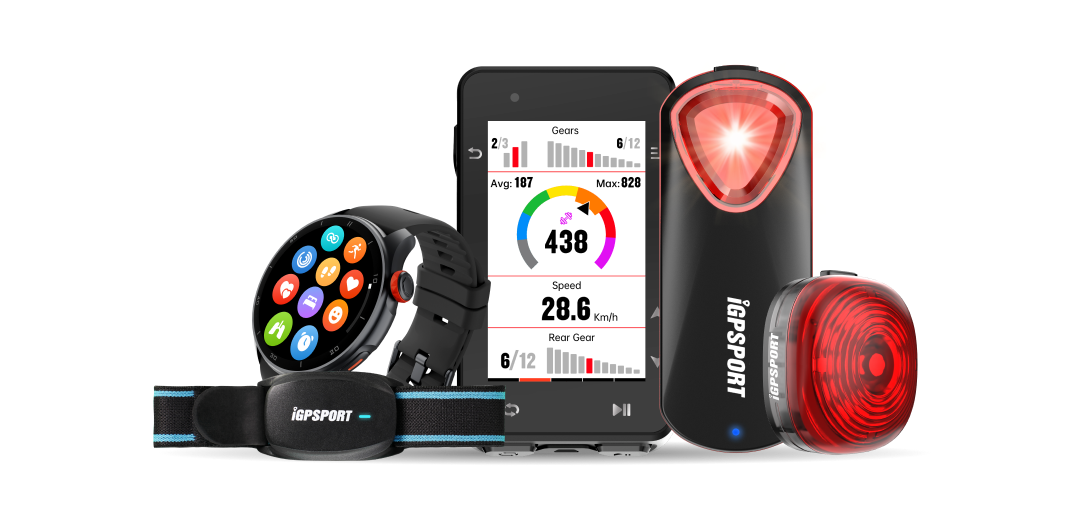 Gears
2/3
6/12
Avg: 187
Max:828
438
Speed
28.6 Km/h
Rear Gear
6/12
iGPSPORT
iGPSPORT
iGPSPORT